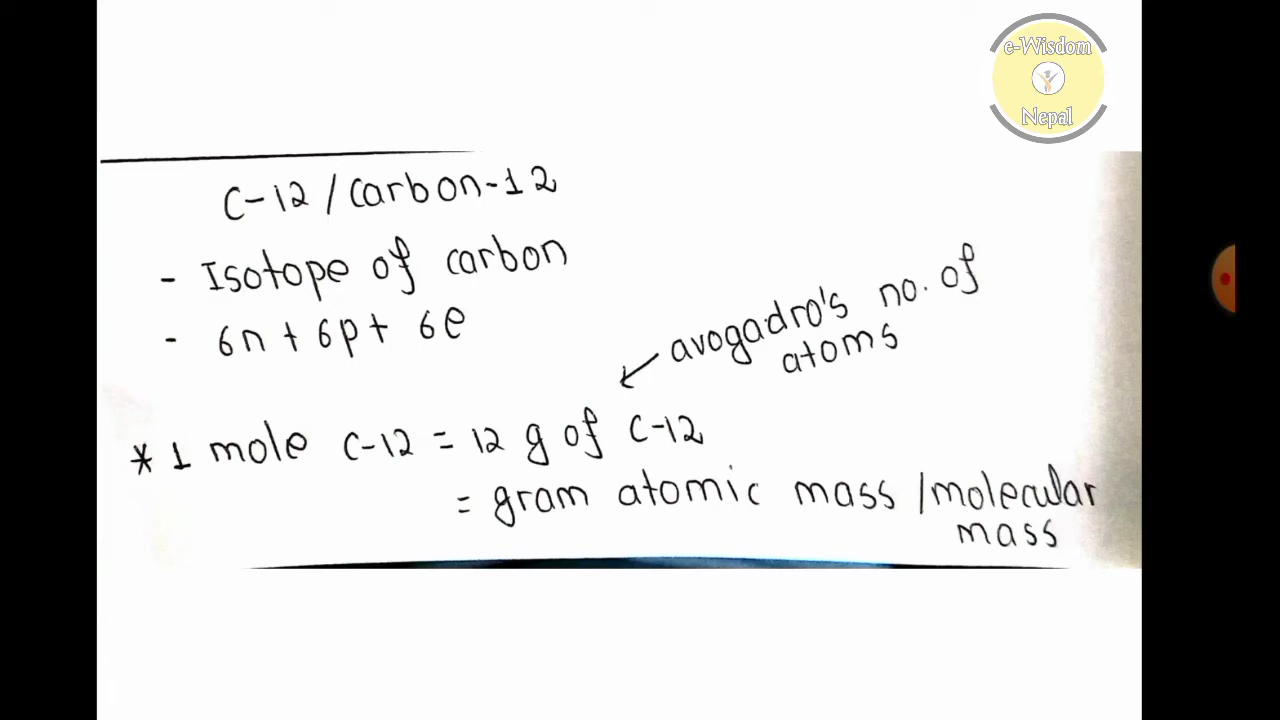 e-Wisdom
Nepal
C-12 / Carbon-12
- Isotope of carbon
- 6n + 6p + 6e
avogadro's no. of
atoms
* 1 mole C-12 = 12 g of C-12
= gram atomic mass / molecular
mass